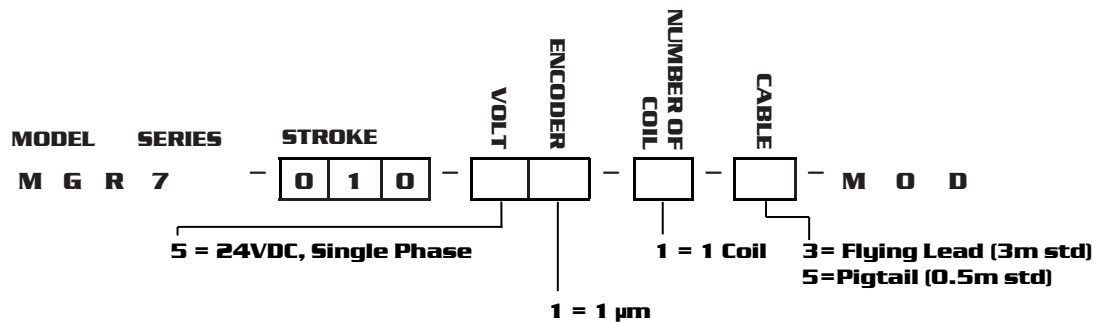 MODEL SERIES STROKE VOLT ENCODER NUMBER OF COIL CABLE
M G R 7 - 0 1 0 - - - - M O D
5 = 24VDC, Single Phase
1 = 1 Coil
3= Flying Lead (3m std)
5=Pigtail (0.5m std)
1 = 1 µm